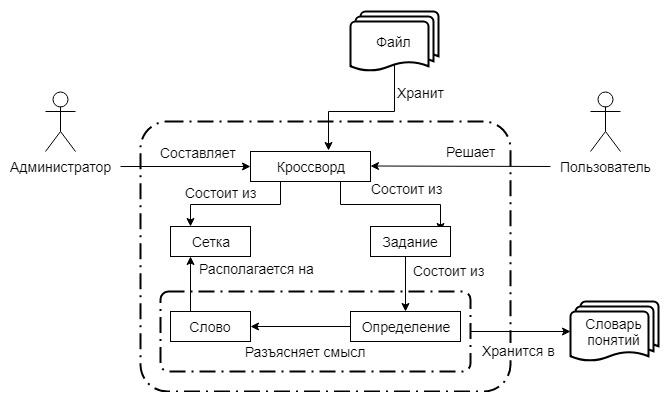 Файл
Хранит
Администратор
Составляет
Кроссворд
Решает
Пользователь
Состоит из
Состоит из
Сетка
Задание
Располагается на
Состоит из
Слово
Определение
Разъясняет смысл
Хранится в
Словарь
понятий